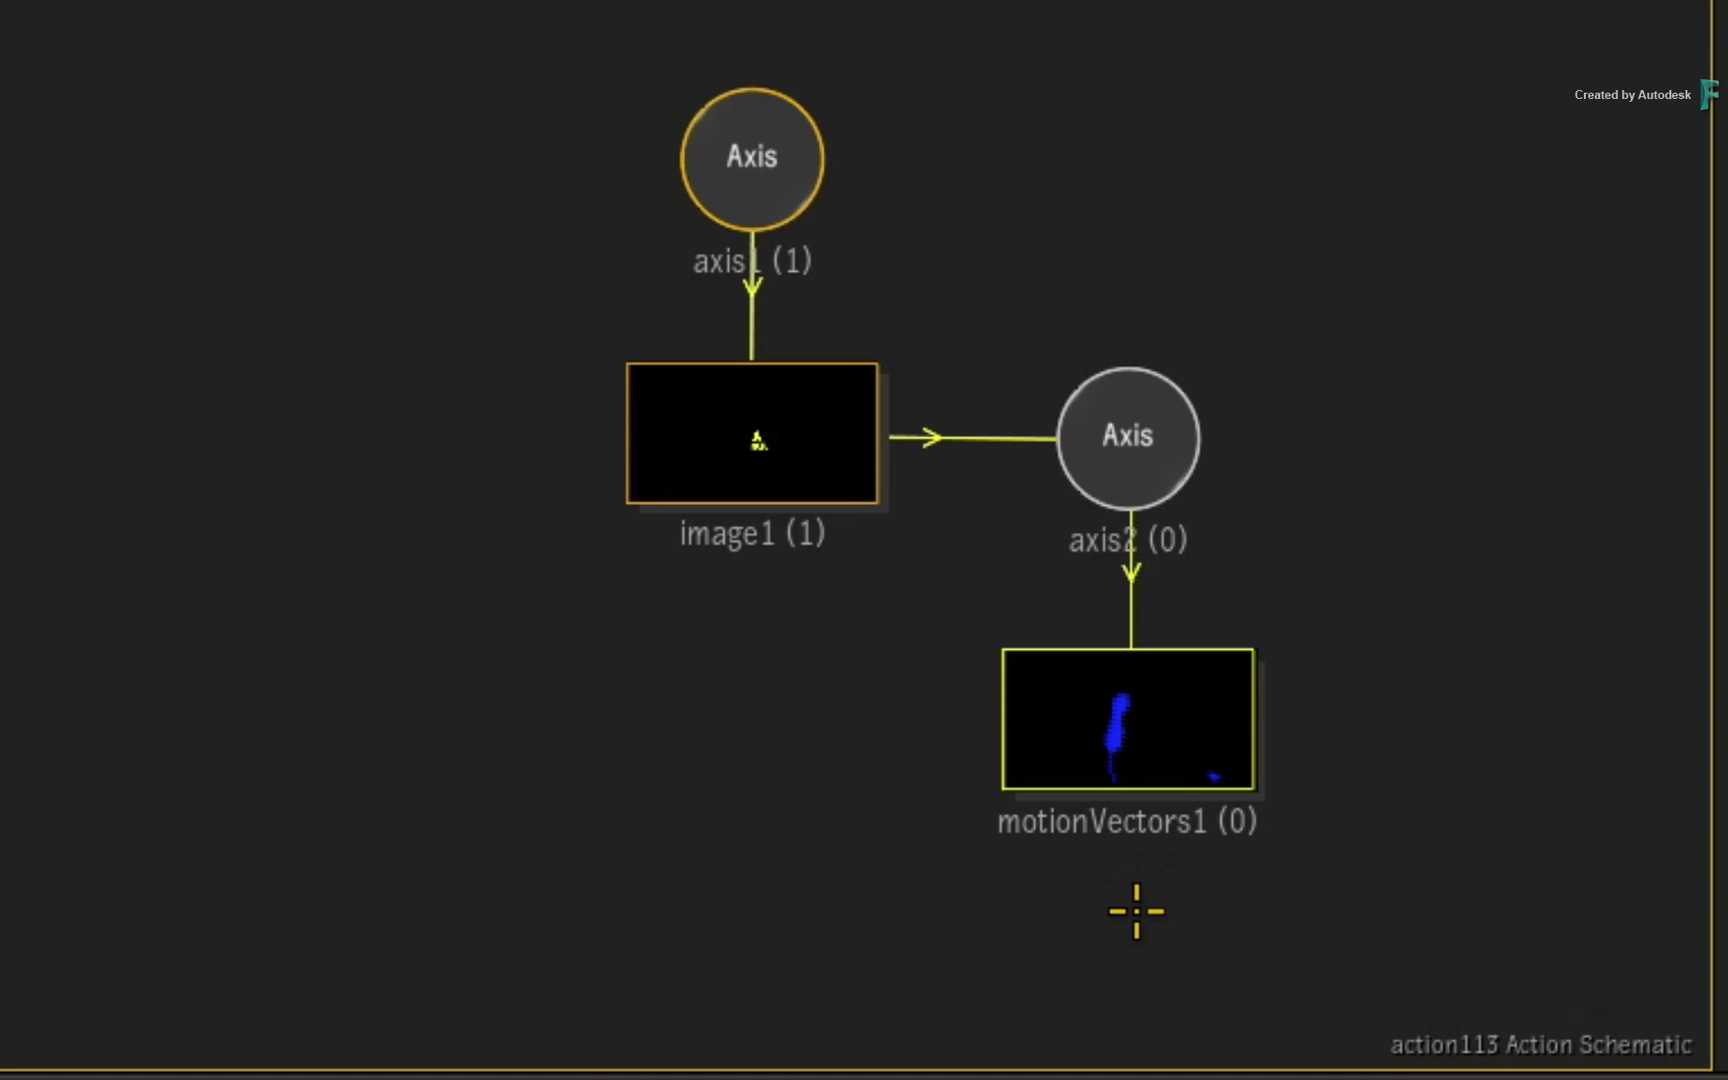 Created by Autodesk
Axis
axis1 (1)
Axis
image1 (1)
axis2 (0)
motionVectors1 (0)
action113 Action Schematic